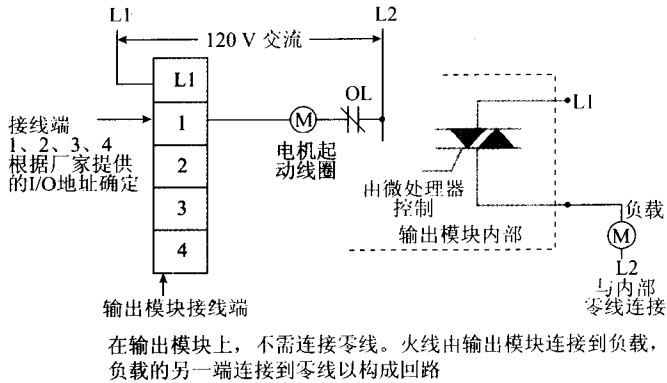 L1
L2
120 V 交流
L1
1
2
3
4
接线端
1、2、3、4
根据厂家提供
的I/O地址确定
M
OL
电机起
动线圈
输出模块接线端
L1
由微处理器
控制
输出模块内部
负载
M
L2
与内部
零线连接
在输出模块上，不需连接零线。火线由输出模块连接到负载，
负载的另一端连接到零线以构成回路